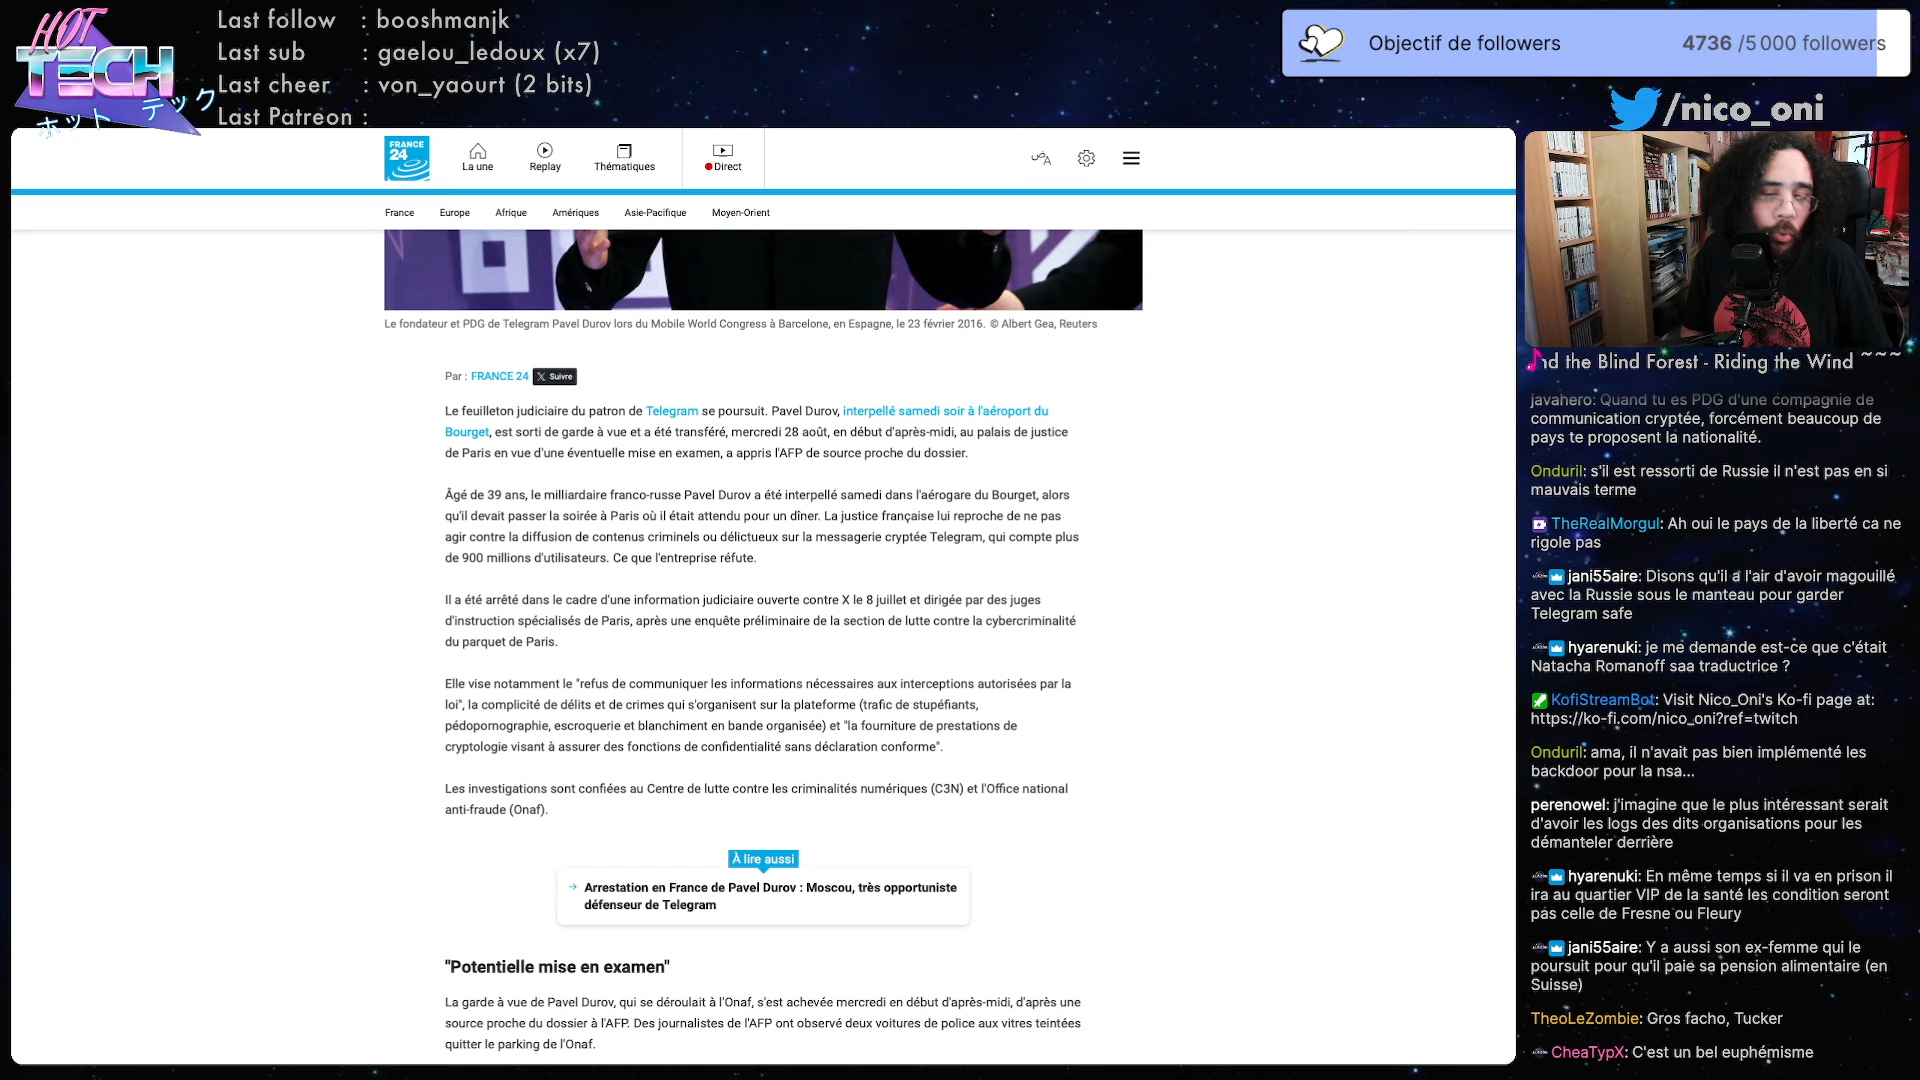 HOT
TECH
ホット テック
Last follow : booshmanjk
Last sub : gaelou_ledoux (x7)
Last cheer : von_yaourt (2 bits)
Last Patreon :
Objectif de followers 4736 /5 000 followers
/nico_oni
FRANCE
24
La une
Replay
Thématiques
Direct
France Europe Afrique Amériques Asie-Pacifique Moyen-Orient
Le fondateur et PDG de Telegram Pavel Durov lors du Mobile World Congress à Barcelone, en Espagne, le 23 février 2016. © Albert Gea, Reuters
Par : FRANCE 24 Suivre
Le feuilleton judiciaire du patron de Telegram se poursuit. Pavel Durov, interpellé samedi soir à l'aéroport du
Bourget, est sorti de garde à vue et a été transféré, mercredi 28 août, en début d'après-midi, au palais de justice
de Paris en vue d'une éventuelle mise en examen, a appris l'AFP de source proche du dossier.
Âgé de 39 ans, le milliardaire franco-russe Pavel Durov a été interpellé samedi dans l'aérogare du Bourget, alors
qu'il devait passer la soirée à Paris où il était attendu pour un dîner. La justice française lui reproche de ne pas
agir contre la diffusion de contenus criminels ou délictueux sur la messagerie cryptée Telegram, qui compte plus
de 900 millions d'utilisateurs. Ce que l'entreprise réfute.
Il a été arrêté dans le cadre d'une information judiciaire ouverte contre X le 8 juillet et dirigée par des juges
d'instruction spécialisés de Paris, après une enquête préliminaire de la section de lutte contre la cybercriminalité
du parquet de Paris.
Elle vise notamment le "refus de communiquer les informations nécessaires aux interceptions autorisées par la
loi", la complicité de délits et de crimes qui s'organisent sur la plateforme (trafic de stupéfiants,
pédopornographie, escroquerie et blanchiment en bande organisée) et "la fourniture de prestations de
cryptologie visant à assurer des fonctions de confidentialité sans déclaration conforme".
Les investigations sont confiées au Centre de lutte contre les criminalités numériques (C3N) et l'Office national
anti-fraude (Onaf).
À lire aussi
Arrestation en France de Pavel Durov : Moscou, très opportuniste
défenseur de Telegram
"Potentielle mise en examen"
La garde à vue de Pavel Durov, qui se déroulait à l'Onaf, s'est achevée mercredi en début d'après-midi, d'après une
source proche du dossier à l'AFP. Des journalistes de l'AFP ont observé deux voitures de police aux vitres teintées
quitter le parking de l'Onaf.
nd the Blind Forest - Riding the Wind ~~~
javahero: Quand tu es PDG d'une compagnie de
communication cryptée, forcément beaucoup de
pays te proposent la nationalité.
Onduril: s'il est ressorti de Russie il n'est pas en si
mauvais terme
TheRealMorgul: Ah oui le pays de la liberté ca ne
rigole pas
jani55aire: Disons qu'il a l'air d'avoir magouillé
avec la Russie sous le manteau pour garder
Telegram safe
hyarenuki: je me demande est-ce que c'était
Natacha Romanoff saa traductrice ?
KofiStreamBot: Visit Nico_Oni's Ko-fi page at:
https://ko-fi.com/nico_oni?ref=twitch
Onduril: ama, il n'avait pas bien implémenté les
backdoor pour la nsa...
perenowel: j'imagine que le plus intéressant serait
d'avoir les logs des dits organisations pour les
démanteler derrière
hyarenuki: En même temps si il va en prison il
ira au quartier VIP de la santé les condition seront
pas celle de Fresne ou Fleury
jani55aire: Y a aussi son ex-femme qui le
poursuit pour qu'il paie sa pension alimentaire (en
Suisse)
TheoLeZombie: Gros facho, Tucker
CheaTypX: C'est un bel euphémisme